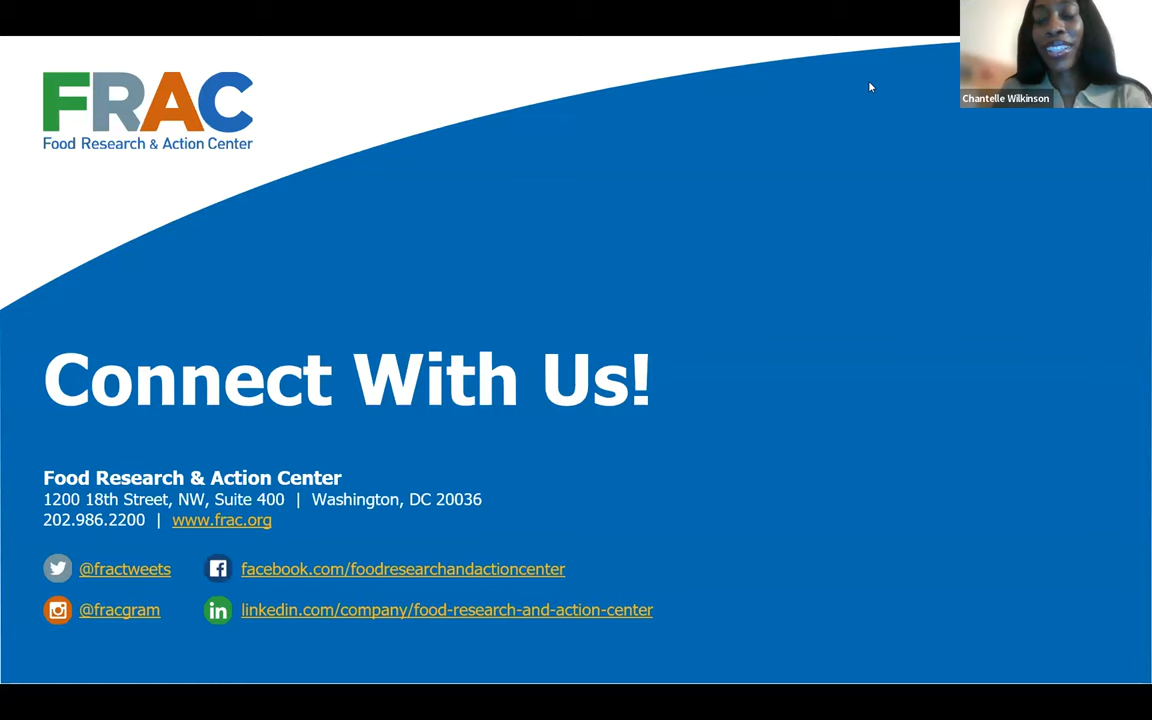 FRAC
Food Research & Action Center
Chantelle Wilkinson
Connect With Us!
Food Research & Action Center
1200 18th Street, NW, Suite 400 | Washington, DC 20036
202.986.2200 | www.frac.org
@fractweets facebook.com/foodresearchandactioncenter
@fracgram linkedin.com/company/food-research-and-action-center